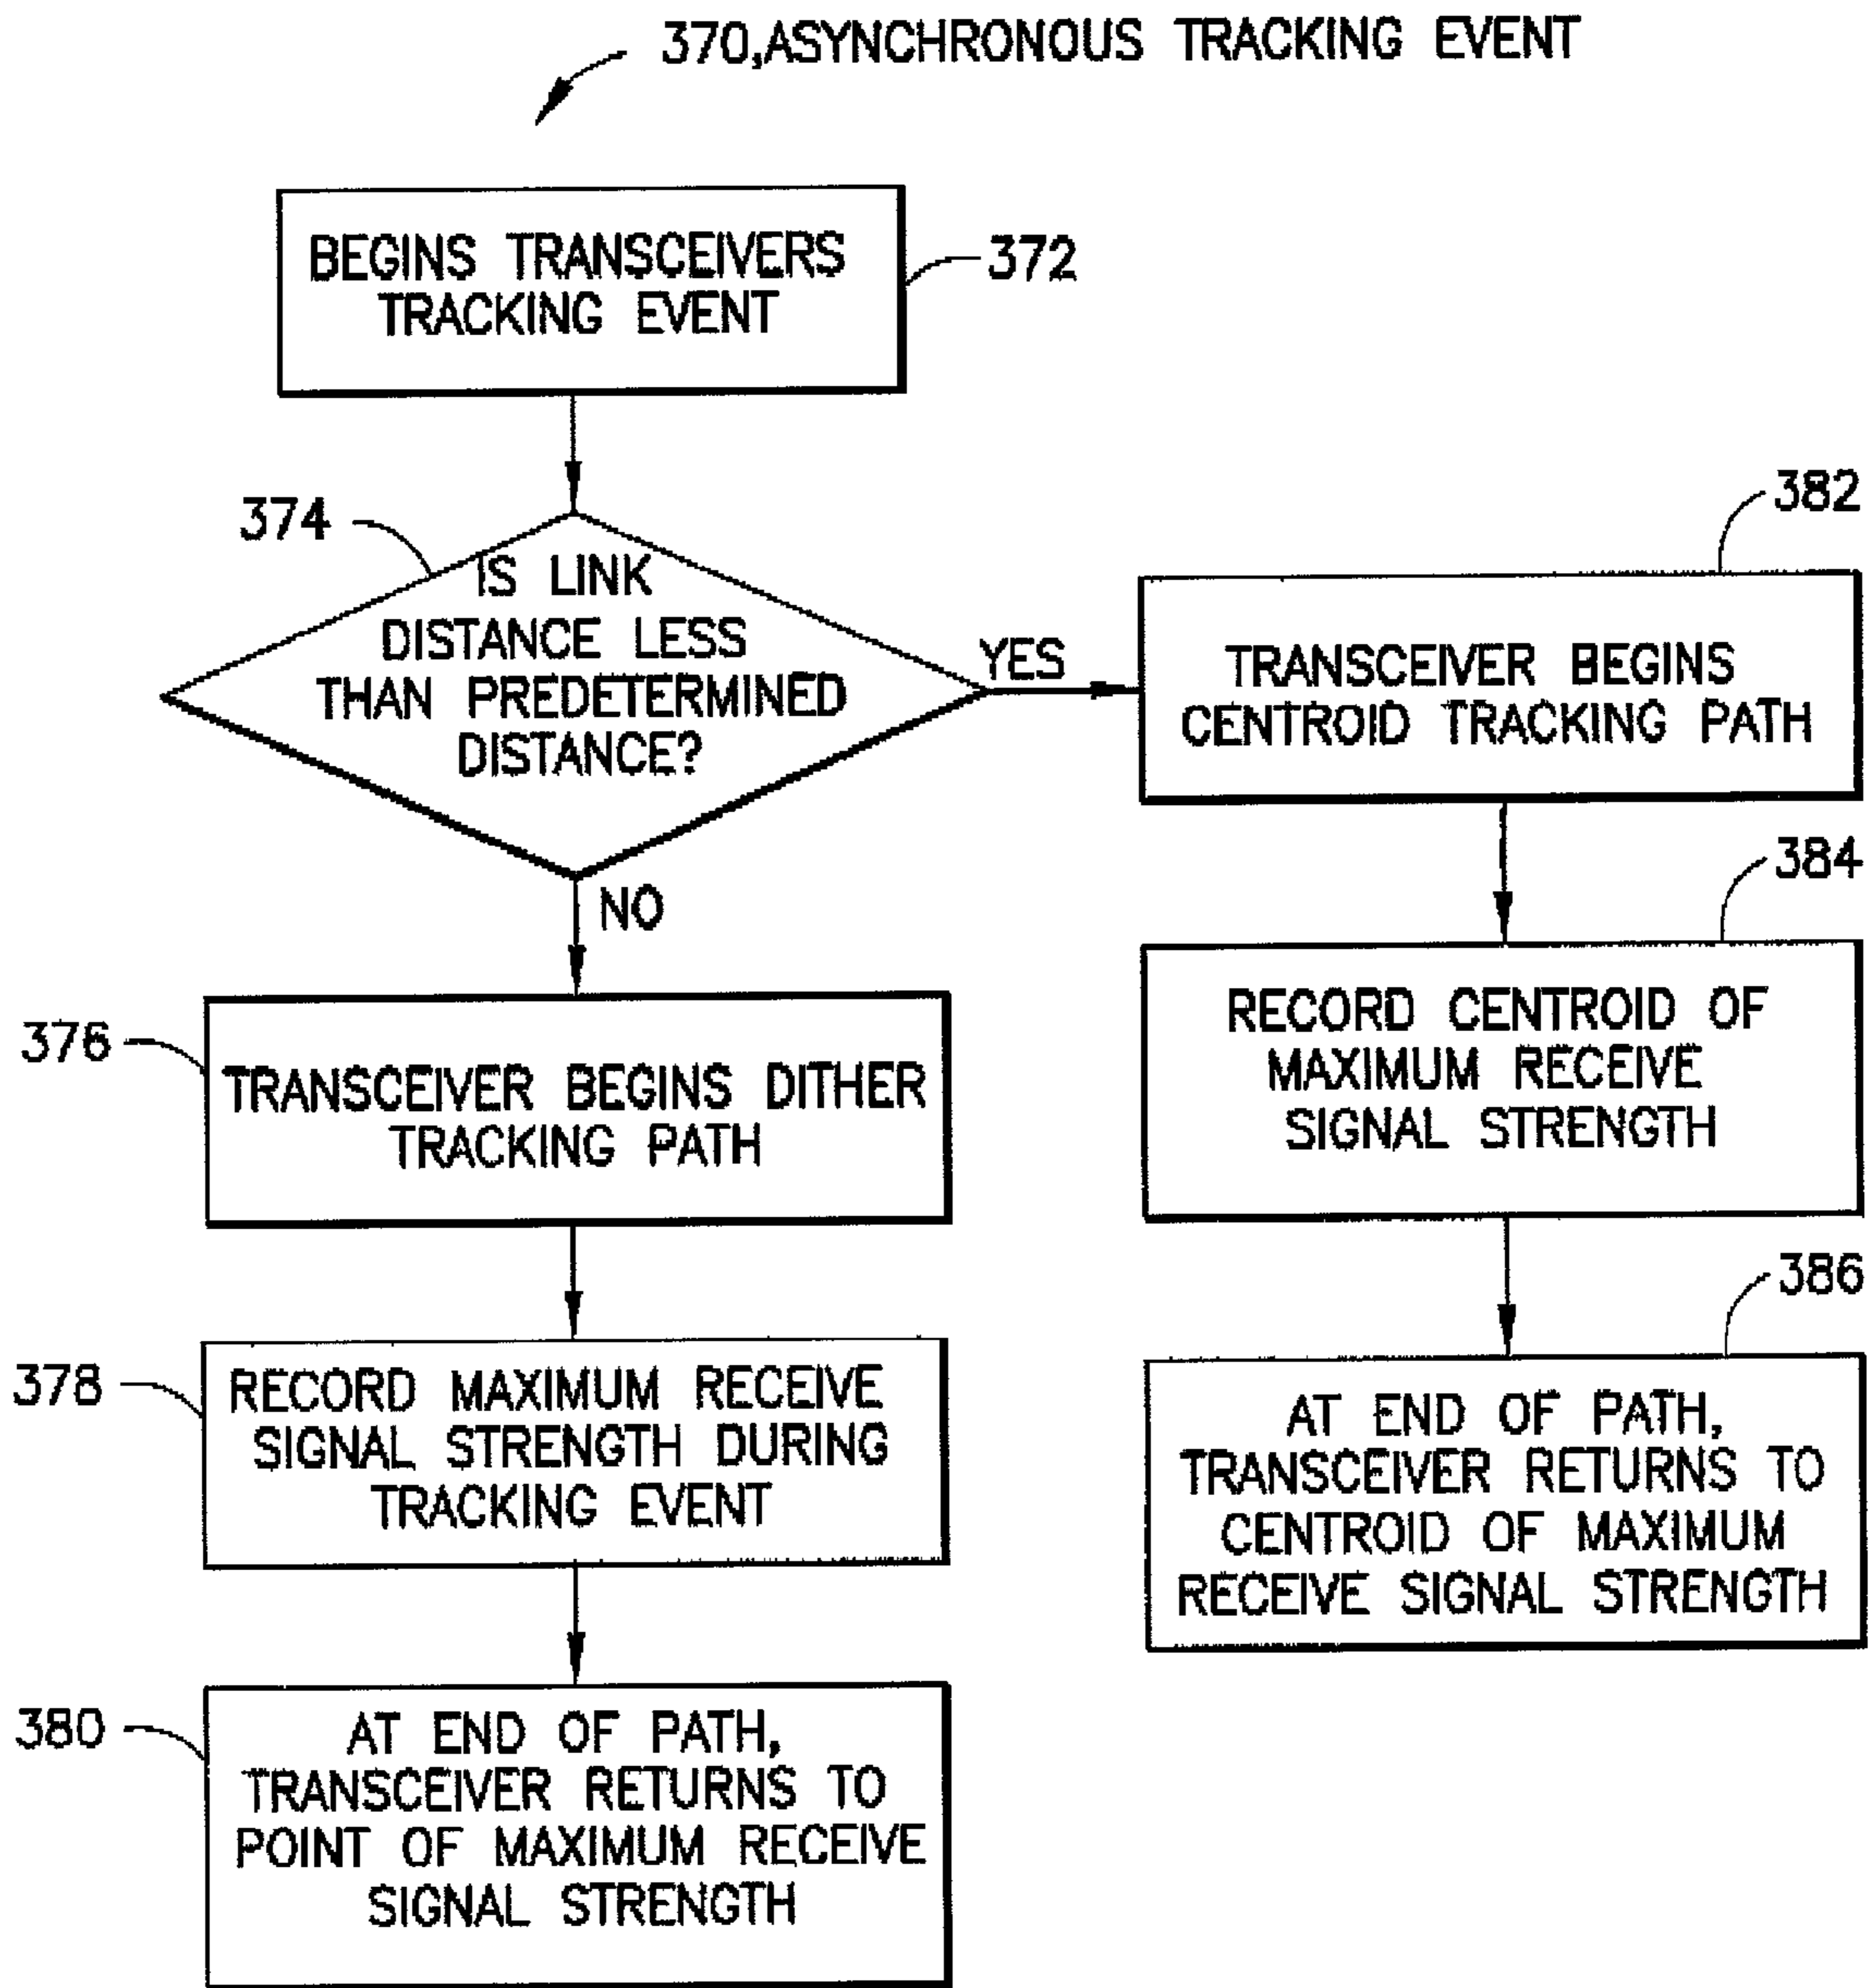 370,ASYNCHRONOUS TRACKING EVENT
BEGINS TRANSCEIVERS
TRACKING EVENT
372
374
IS LINK
DISTANCE LESS
THAN PREDETERMINED
DISTANCE?
YES
NO
382
TRANSCEIVER BEGINS
CENTROID TRACKING PATH
384
RECORD CENTROID OF
MAXIMUM RECEIVE
SIGNAL STRENGTH
386
AT END OF PATH,
TRANSCEIVER RETURNS TO
CENTROID OF MAXIMUM
RECEIVE SIGNAL STRENGTH
376
TRANSCEIVER BEGINS DITHER
TRACKING PATH
378
RECORD MAXIMUM RECEIVE
SIGNAL STRENGTH DURING
TRACKING EVENT
380
AT END OF PATH,
TRANSCEIVER RETURNS TO
POINT OF MAXIMUM RECEIVE
SIGNAL STRENGTH